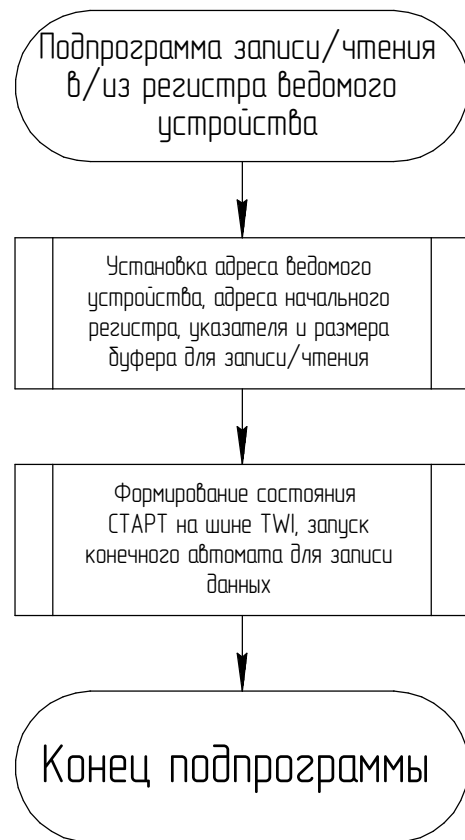 Подпрограмма записи/чтения
в/из регистра ведомого
устройства
Установка адреса ведомого
устройства, адреса начального
регистра, указателя и размера
буфера для записи/чтения
Формирование состояния
СТАРТ на шине TWI, запуск
конечного автомата для записи
данных
Конец подпрограммы